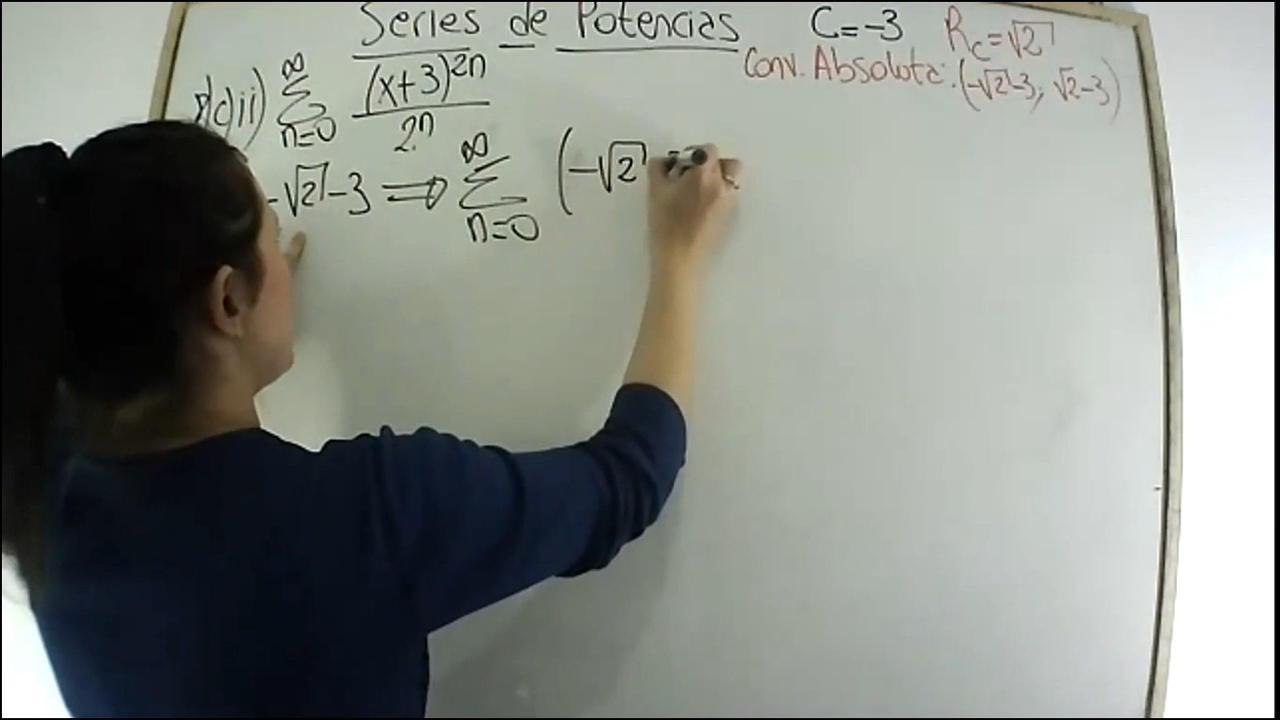 Series de Potencias C=-3 Rc=√2
Conv. Absoluta: (-√2-3; √2-3)
)c)ii) ∞ Σ n=0 (x+3)^2n / 2^n
-√2-3 ⟹ ∞ Σ n=0 (-√2